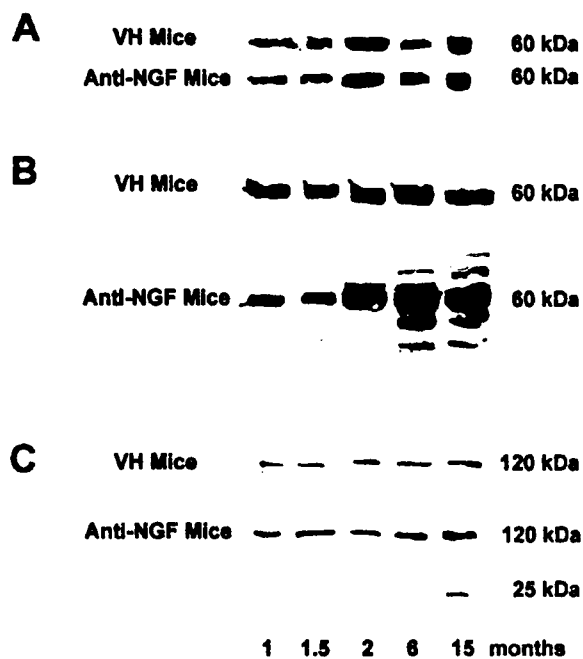 A
VH Mice 60 kDa
Anti-NGF Mice 60 kDa
B
VH Mice 60 kDa
Anti-NGF Mice 60 kDa
C
VH Mice 120 kDa
Anti-NGF Mice 120 kDa
25 kDa
1 1.5 2 6 15 months